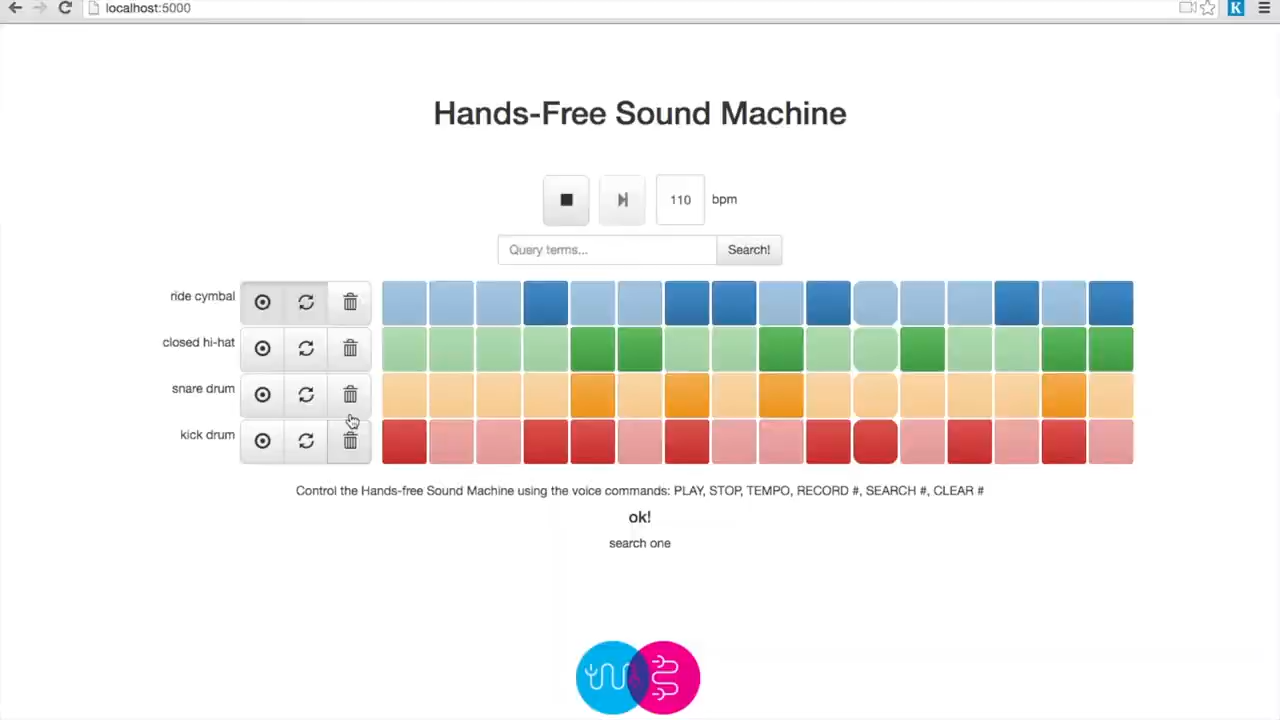 localhost:5000
K
Hands-Free Sound Machine
110 bpm
Query terms... Search!
ride cymbal
closed hi-hat
snare drum
kick drum
Control the Hands-free Sound Machine using the voice commands: PLAY, STOP, TEMPO, RECORD #, SEARCH #, CLEAR #
ok!
search one